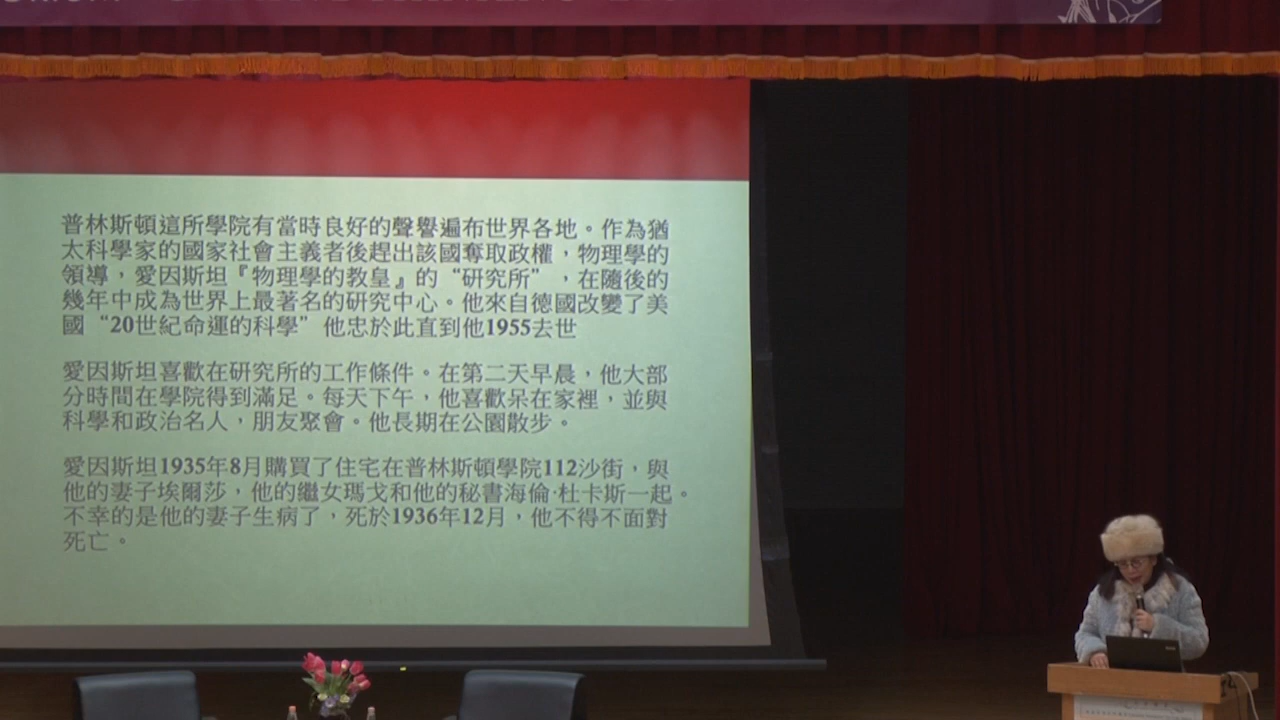 普林斯頓這所學院有當時良好的聲譽遍布世界各地。作為猶
太科學家的國家社會主義者後趕出該國奪取政權，物理學的
領導，愛因斯坦『物理學的教皇』的“研究所”，在隨後的
幾年中成為世界上最著名的研究中心。他來自德國改變了美
國“20世紀命運的科學”他忠於此直到他1955去世
愛因斯坦喜歡在研究所的工作條件。在第二天早晨，他大部
分時間在學院得到滿足。每天下午，他喜歡呆在家裡，並與
科學和政治名人，朋友聚會。他長期在公園散步。
愛因斯坦1935年8月購買了住宅在普林斯頓學院112沙街，與
他的妻子埃爾莎，他的繼女瑪戈和他的秘書海倫·杜卡斯一起。
不幸的是他的妻子生病了，死於1936年12月，他不得不面對
死亡。